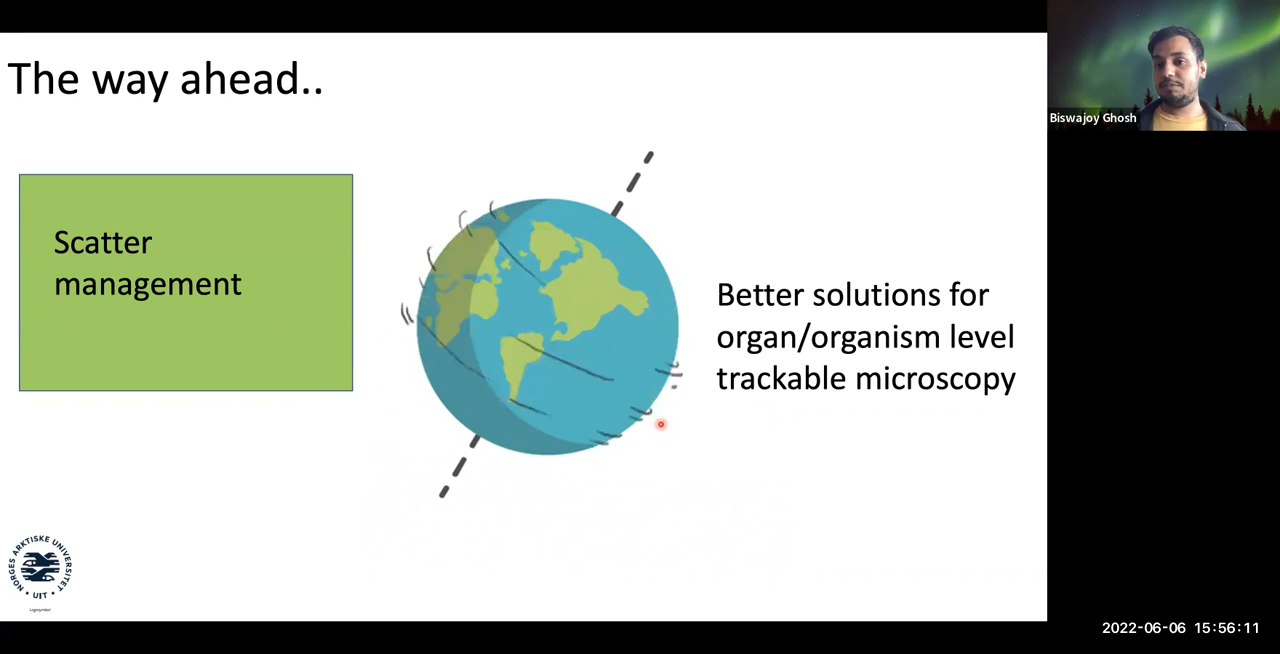 The way ahead..
Biswajoy Ghosh
Scatter
management
Better solutions for
organ/organism level
trackable microscopy
NORGES ARKTISKE UNIVERSITET
UIT
Logosymbol
2022-06-06 15:56:11